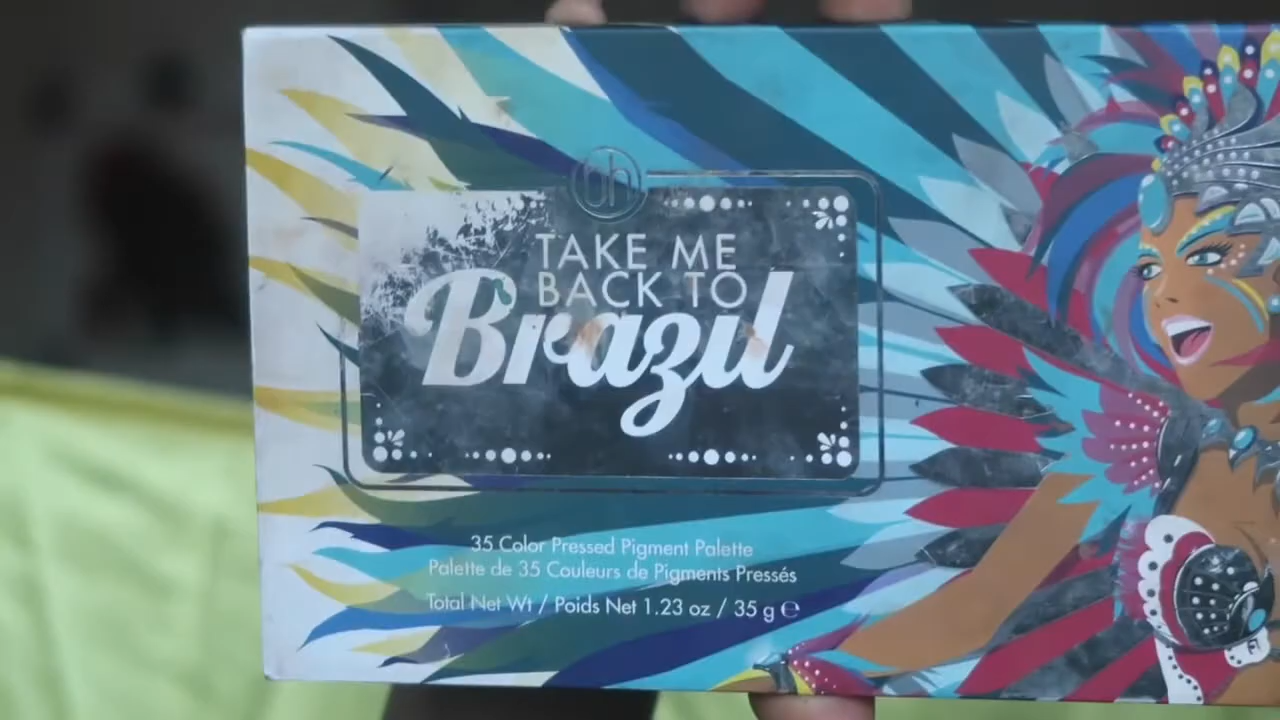 bh
TAKE ME
BACK TO
Brazil
35 Color Pressed Pigment Palette
Palette de 35 Couleurs de Pigments Pressés
Total Net Wt / Poids Net 1.23 oz / 35 g ℮